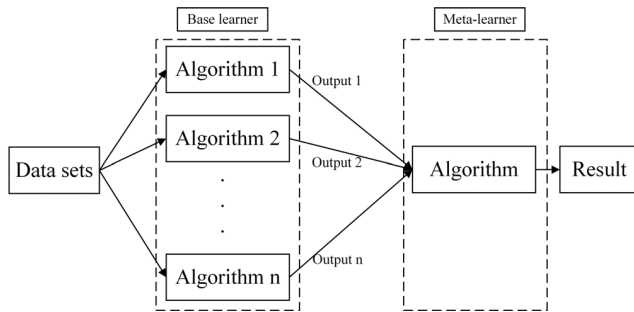 Base learner
Meta-learner
Algorithm 1
Output 1
Algorithm 2
Output 2
Data sets
Algorithm
Result
Algorithm n
Output n